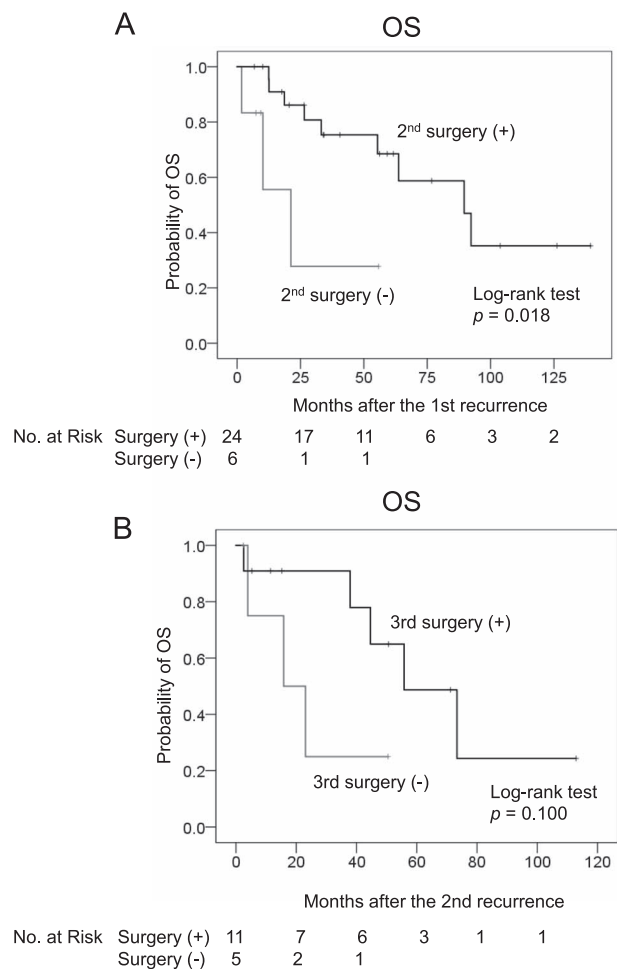 A
OS
1.0
0.8
0.6
0.4
0.2
0.0
Probability of OS
2nd surgery (+)
2nd surgery (-)
Log-rank test
p = 0.018
0 25 50 75 100 125
Months after the 1st recurrence
No. at Risk Surgery (+) 24 17 11 6 3 2
Surgery (-) 6 1 1
OS
B
1.0
0.8
0.6
0.4
0.2
0.0
Probability of OS
3rd surgery (+)
3rd surgery (-)
Log-rank test
p = 0.100
0 20 40 60 80 100 120
Months after the 2nd recurrence
No. at Risk Surgery (+) 11 7 6 3 1 1
Surgery (-) 5 2 1